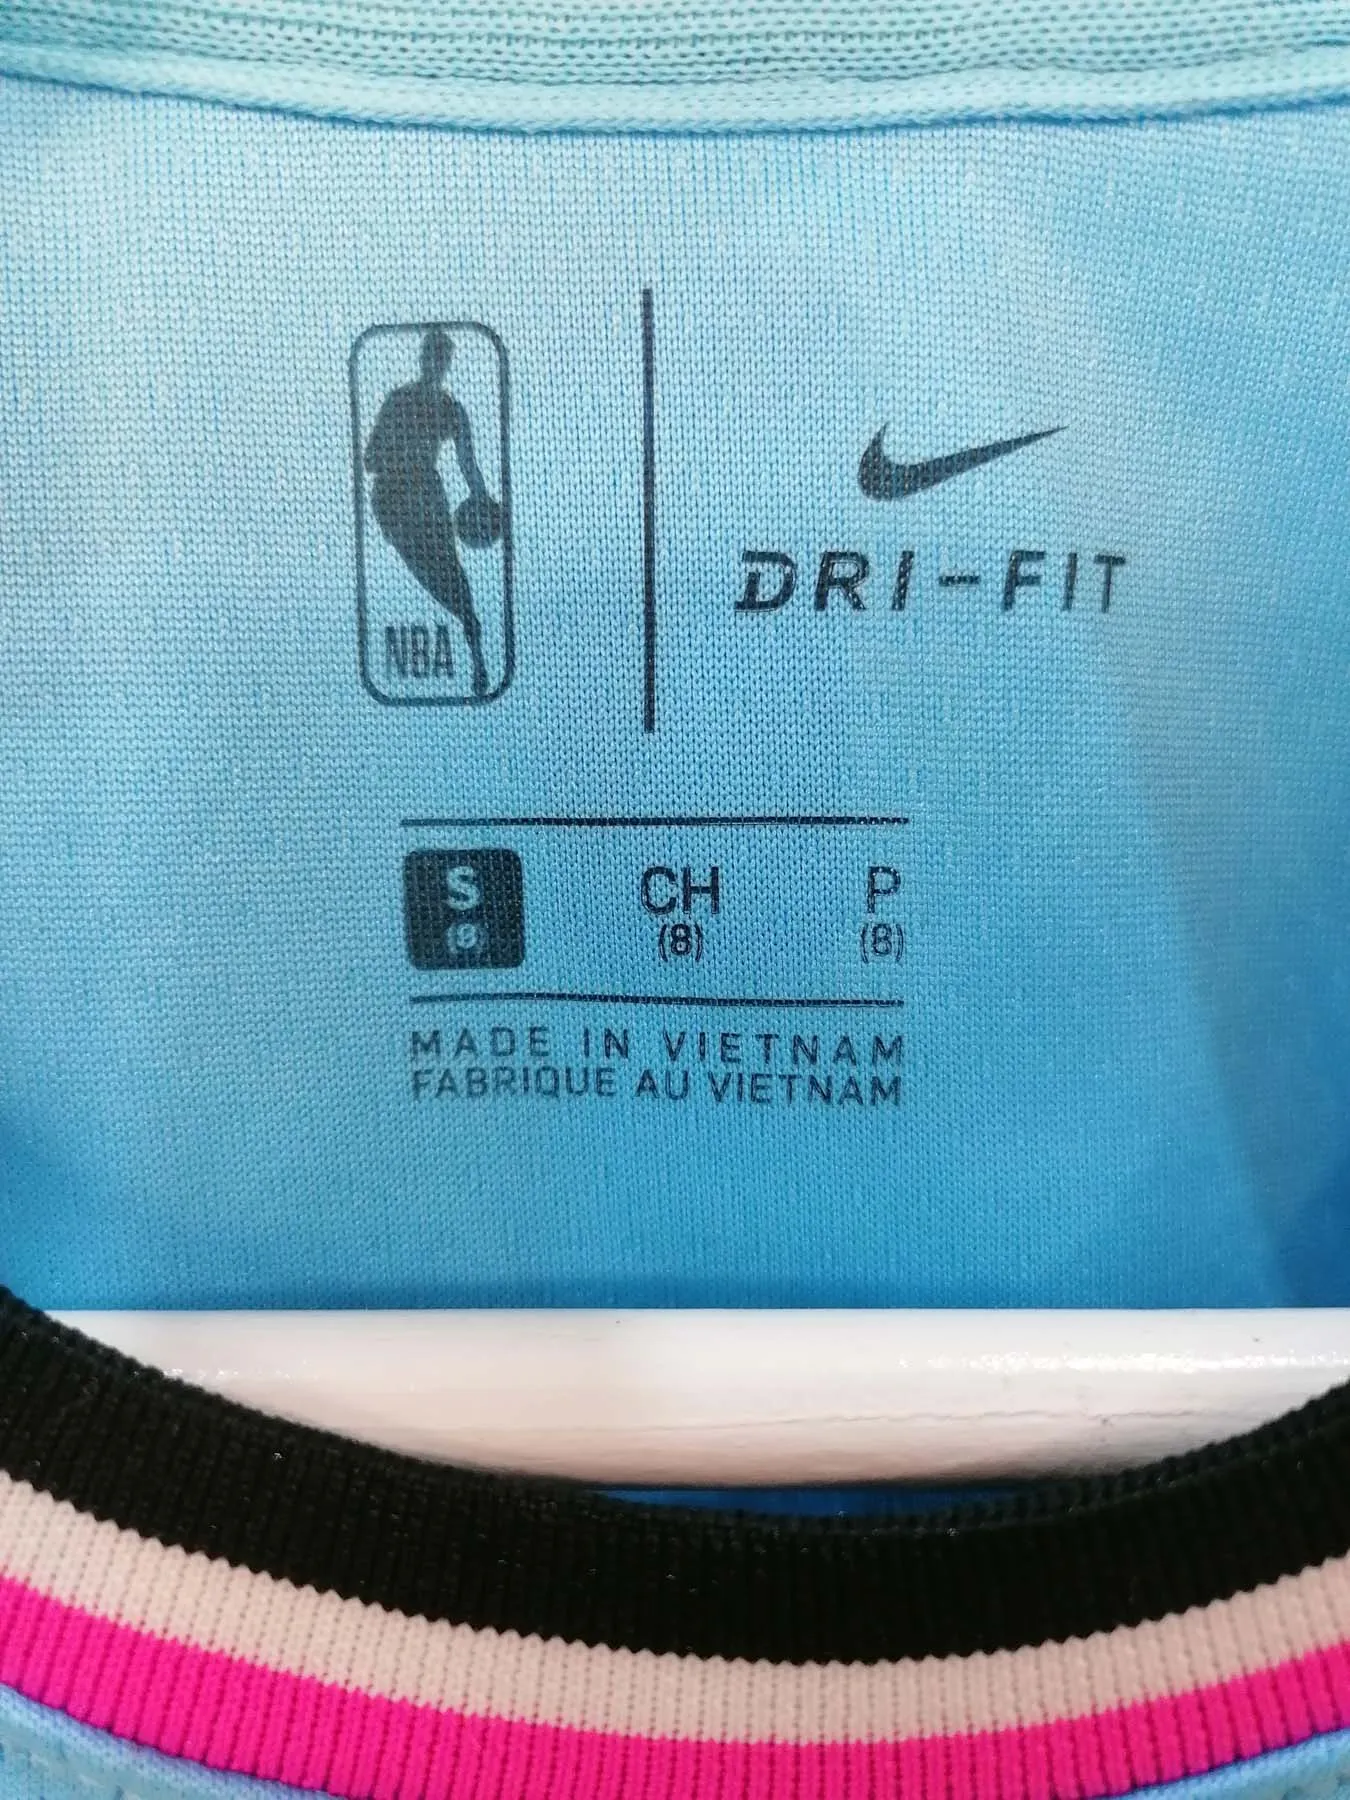 NBA
DRI-FIT
S CH P
(8) (8)
MADE IN VIETNAM
FABRIQUE AU VIETNAM